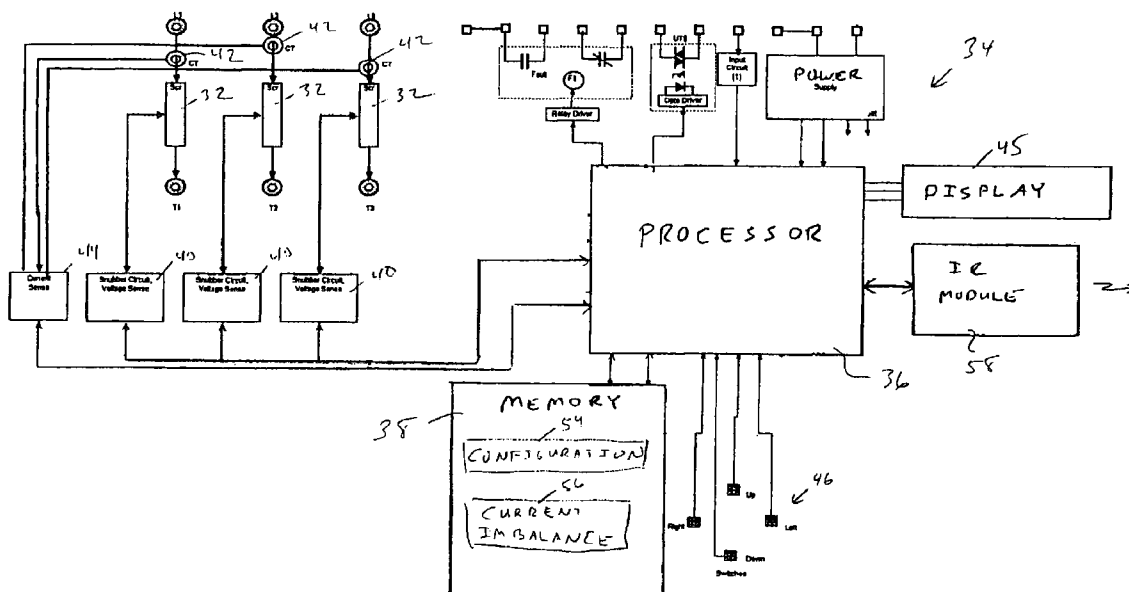 L3
42
CT
42
CT
42
CT
Scr
32
Scr
32
Scr
32
T1
T2
T3
44
Current
Sense
40
Snubber Circuit,
Voltage Sense
40
Snubber Circuit,
Voltage Sense
40
Snubber Circuit,
Voltage Sense
Fault
F1
Relay Driver
Opto Driver
Input
Circuit
(1)
POWER
Supply
34
PROCESSOR
36
45
DISPLAY
IR
MODULE
58
38
MEMORY
54
CONFIGURATION
56
CURRENT
IMBALANCE
46
Up
Right
Left
Down
Switches